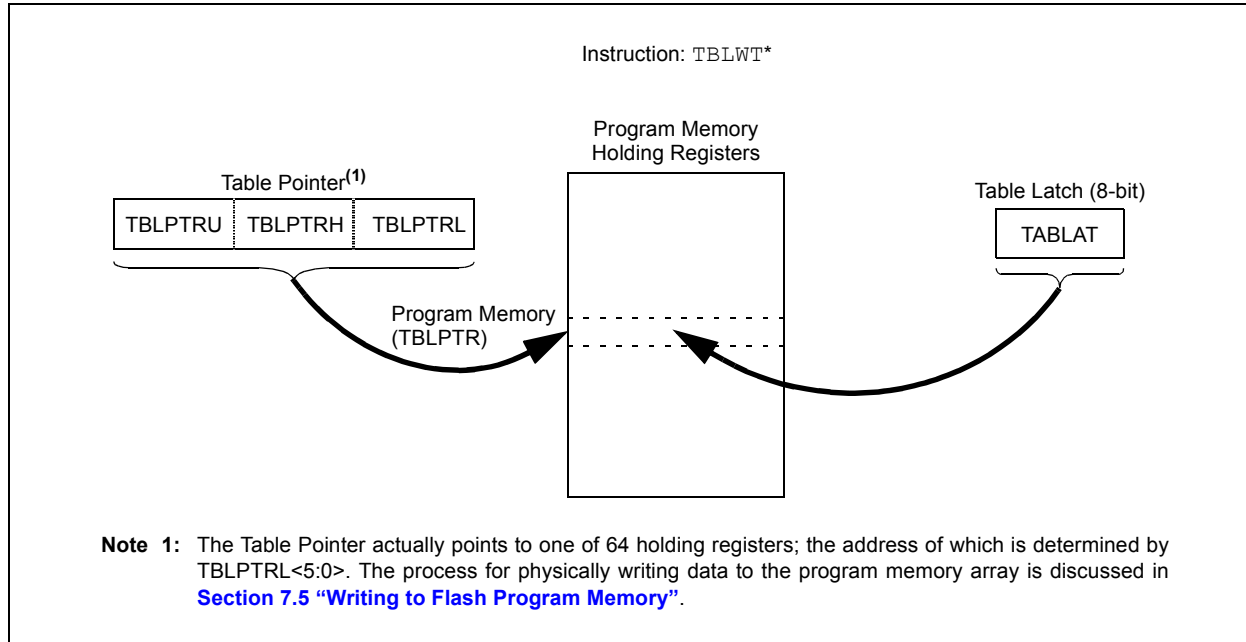 Instruction: TBLWT*
Program Memory
Holding Registers
Table Pointer(1)
Table Latch (8-bit)
TBLPTRU TBLPTRH TBLPTRL
TABLAT
Program Memory
(TBLPTR)
Note 1: The Table Pointer actually points to one of 64 holding registers; the address of which is determined by
TBLPTRL<5:0>. The process for physically writing data to the program memory array is discussed in
Section 7.5 “Writing to Flash Program Memory”.